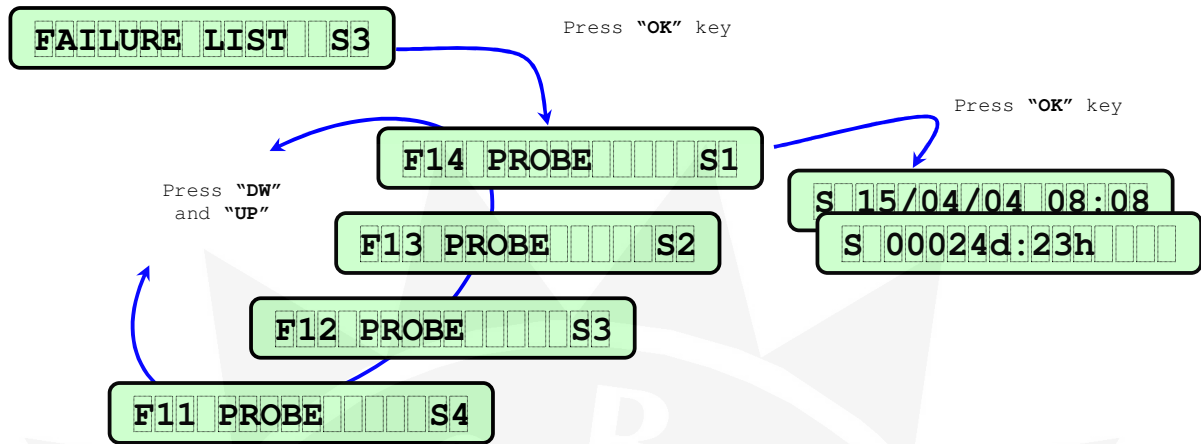 FAILURE LIST S3
Press “OK” key
F14 PROBE S1
Press “OK” key
S 15/04/04 08:08
S 00024d:23h
Press “DW”
and “UP”
F13 PROBE S2
F12 PROBE S3
F11 PROBE S4